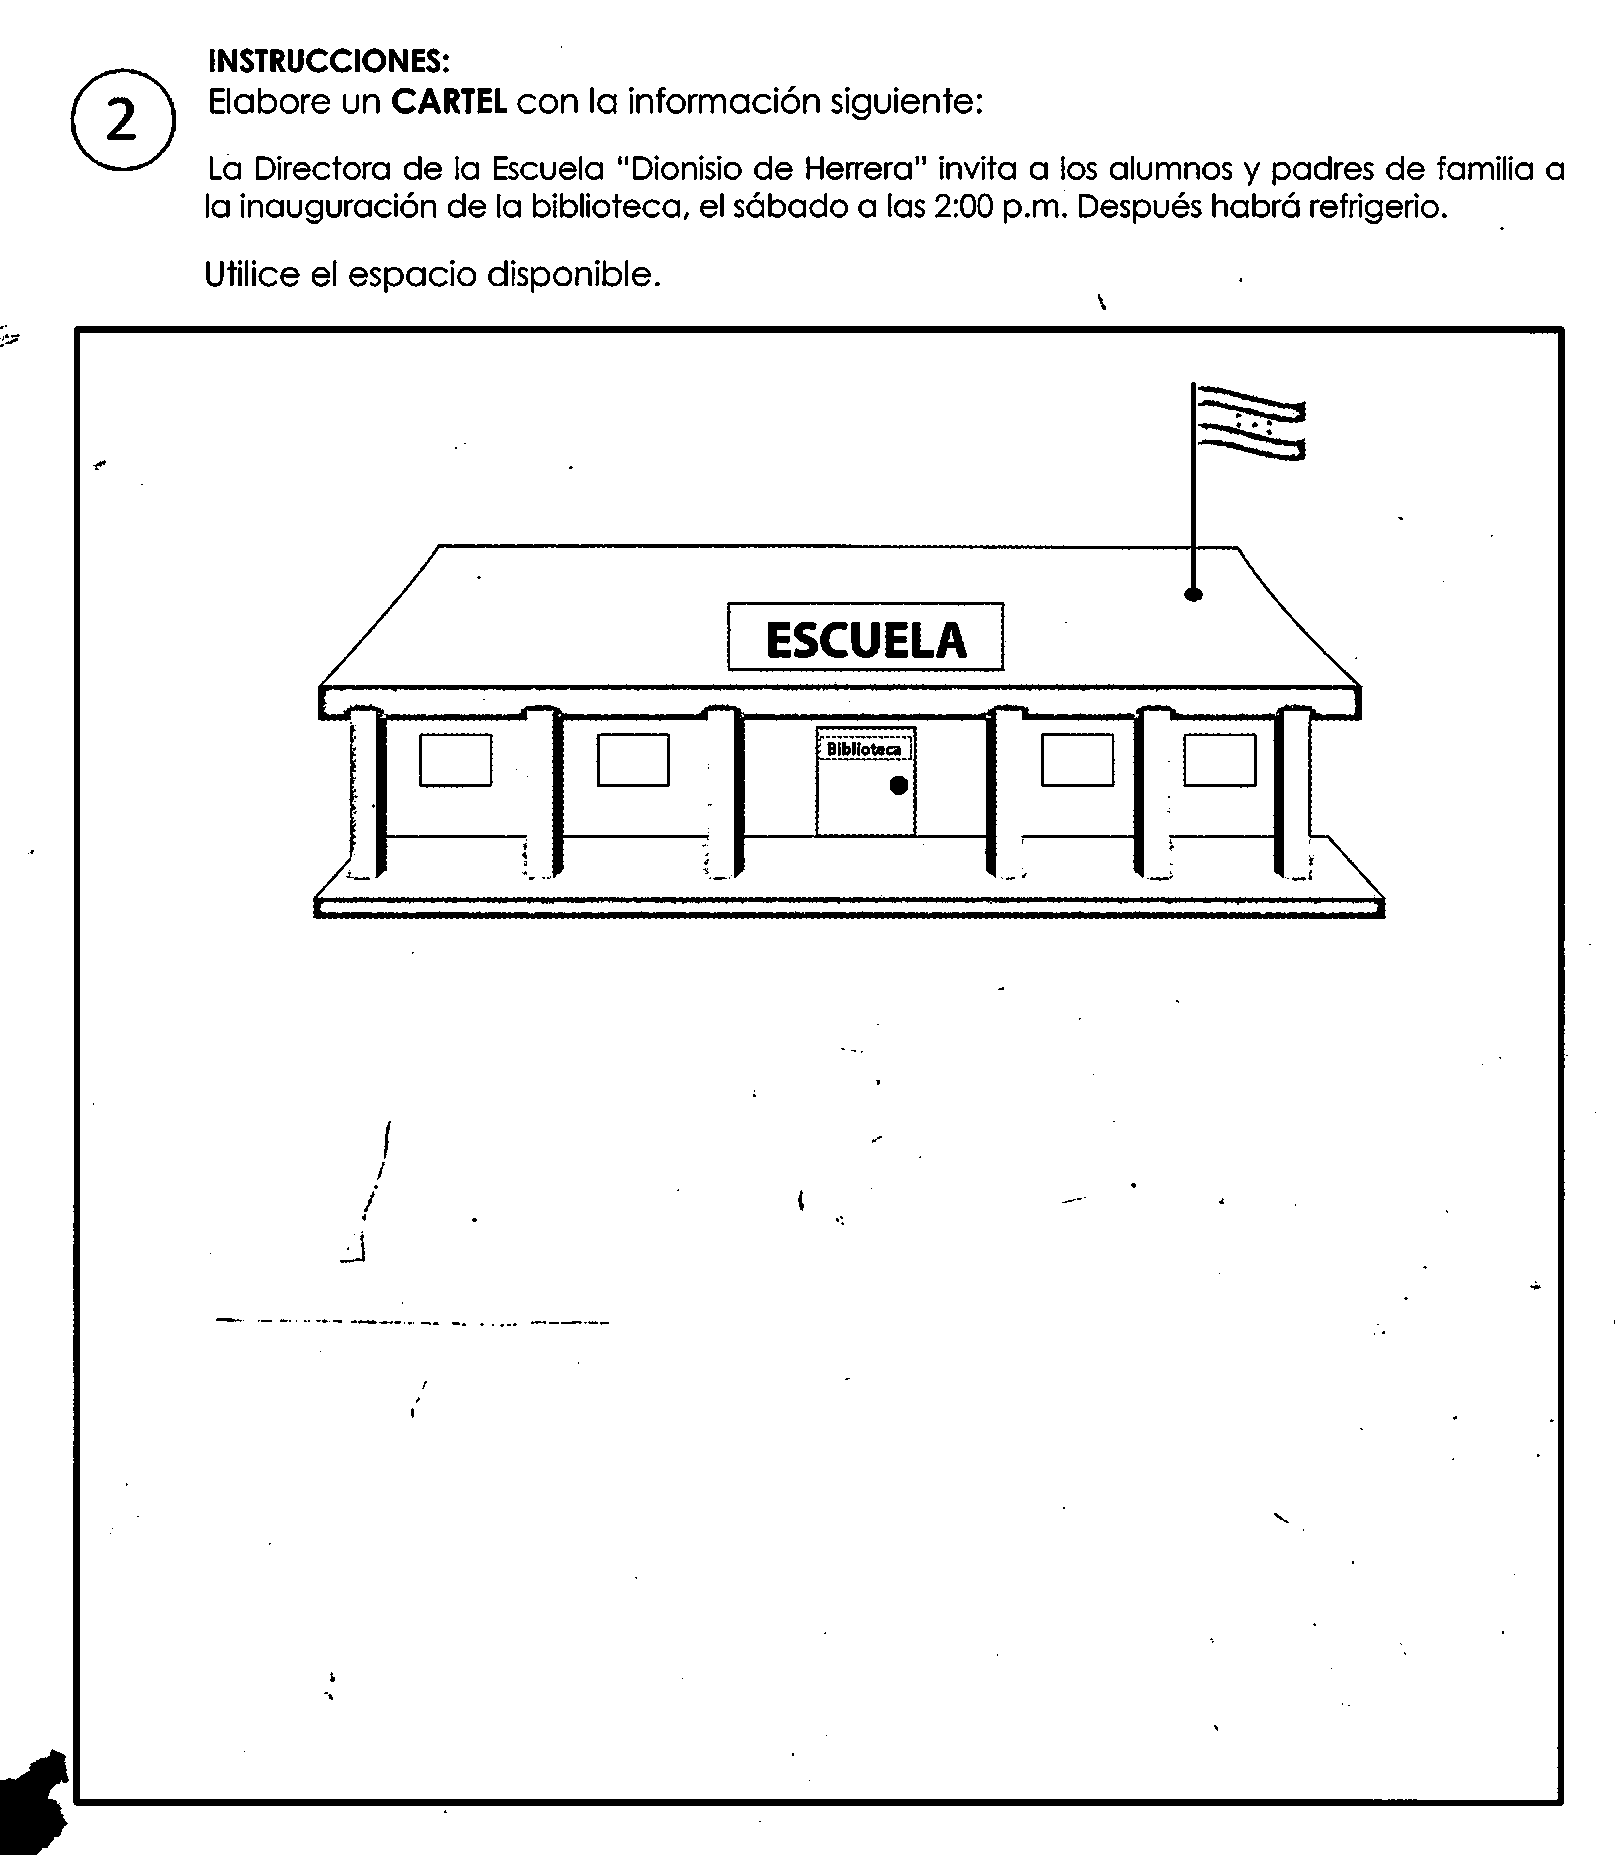 INSTRUCCIONES:
2
Elabore un CARTEL con la información siguiente:
La Directora de la Escuela "Dionisio de Herrera" invita a los alumnos y padres de familia a
la inauguración de la biblioteca, el sábado a las 2:00 p.m. Después habrá refrigerio.
Utilice el espacio disponible.
ESCUELA
Biblioteca